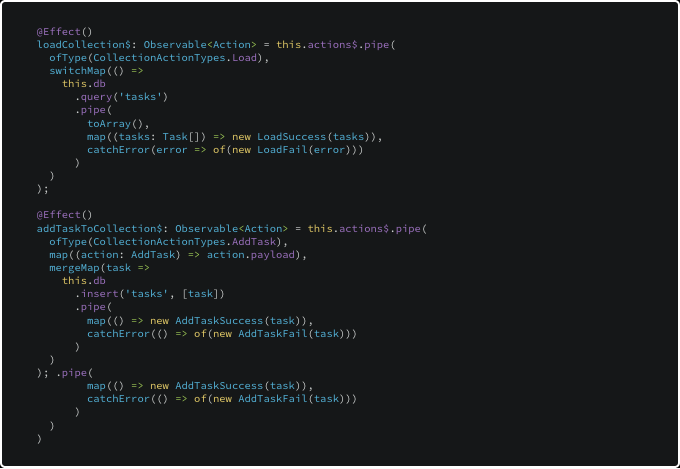 @Effect()
loadCollection$: Observable<Action> = this.actions$.pipe(
  ofType(CollectionActionTypes.Load),
  switchMap(() =>
    this.db
      .query('tasks')
      .pipe(
        toArray(),
        map((tasks: Task[]) => new LoadSuccess(tasks)),
        catchError(error => of(new LoadFail(error)))
      )
  )
);

@Effect()
addTaskToCollection$: Observable<Action> = this.actions$.pipe(
  ofType(CollectionActionTypes.AddTask),
  map((action: AddTask) => action.payload),
  mergeMap(task =>
    this.db
      .insert('tasks', [task])
      .pipe(
        map(() => new AddTaskSuccess(task)),
        catchError(() => of(new AddTaskFail(task)))
      )
  )
); .pipe(
        map(() => new AddTaskSuccess(task)),
        catchError(() => of(new AddTaskFail(task)))
      )
  )
)